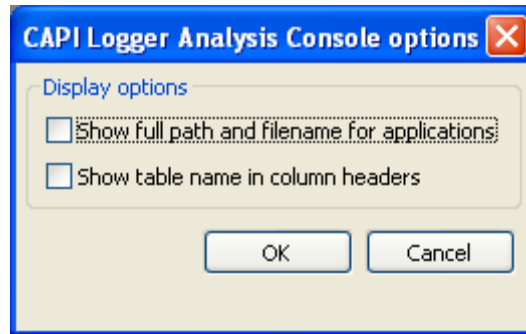 CAPI Logger Analysis Console options
Display options
Show full path and filename for applications
Show table name in column headers
OK
Cancel